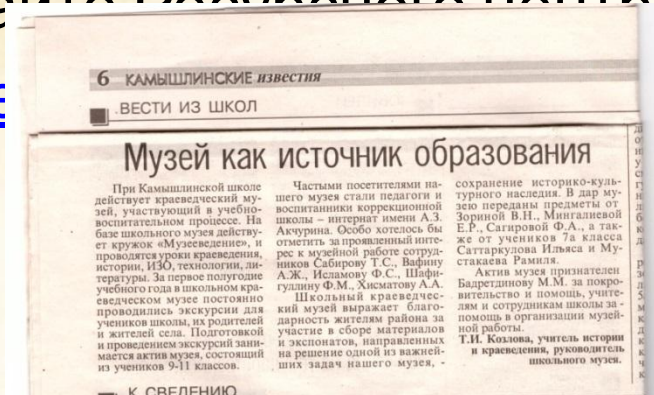 6 КАМЫШЛИНСКИЕ известия
ВЕСТИ ИЗ ШКОЛ
Музей как источник образования
При Камышлинской школе
действует краеведческий му-
зей, участвующий в учебно-
воспитательном процессе. На
базе школьного музея действу-
ет кружок «Музееведение», и
проводятся уроки краеведения,
истории, ИЗО, технологии, ли-
тературы. За первое полугодие
учебного года в школьном кра-
еведческом музее постоянно
проводились экскурсии для
учеников школы, их родителей
и жителей села. Подготовкой
и проведением экскурсий зани-
мается актив музея, состоящий
из учеников 9-11 классов.
Частыми посетителями на-
шего музея стали педагоги и
воспитанники коррекционной
школы – интернат имени А.З.
Акчурина. Особо хотелось бы
отметить за проявленный инте-
рес к музейной работе сотруд-
ников Сабирову Т.С., Вафину
А.Ж., Исламову Ф.С., Шафи-
гуллину Ф.М., Хисматову А.А.
Школьный краеведчес-
кий музей выражает благо-
дарность жителям района за
участие в сборе материалов
и экспонатов, направленных
на решение одной из важней-
ших задач нашего музея, -
сохранение историко-куль-
турного наследия. В дар му-
зею переданы предметы от
Зориной В.Н., Мингалиевой
Е.Р., Сагировой Ф.А., а так-
же от учеников 7а класса
Саттаркулова Ильяса и Му-
стакаева Рамиля.
Актив музея признателен
Бадретдинову М.М. за покро-
вительство и помощь, учите-
лям и сотрудникам школы за -
помощь в организации музей-
ной работы.
Т.И. Козлова, учитель истории
и краеведения, руководитель
школьного музея.
К СВЕДЕНИЮ